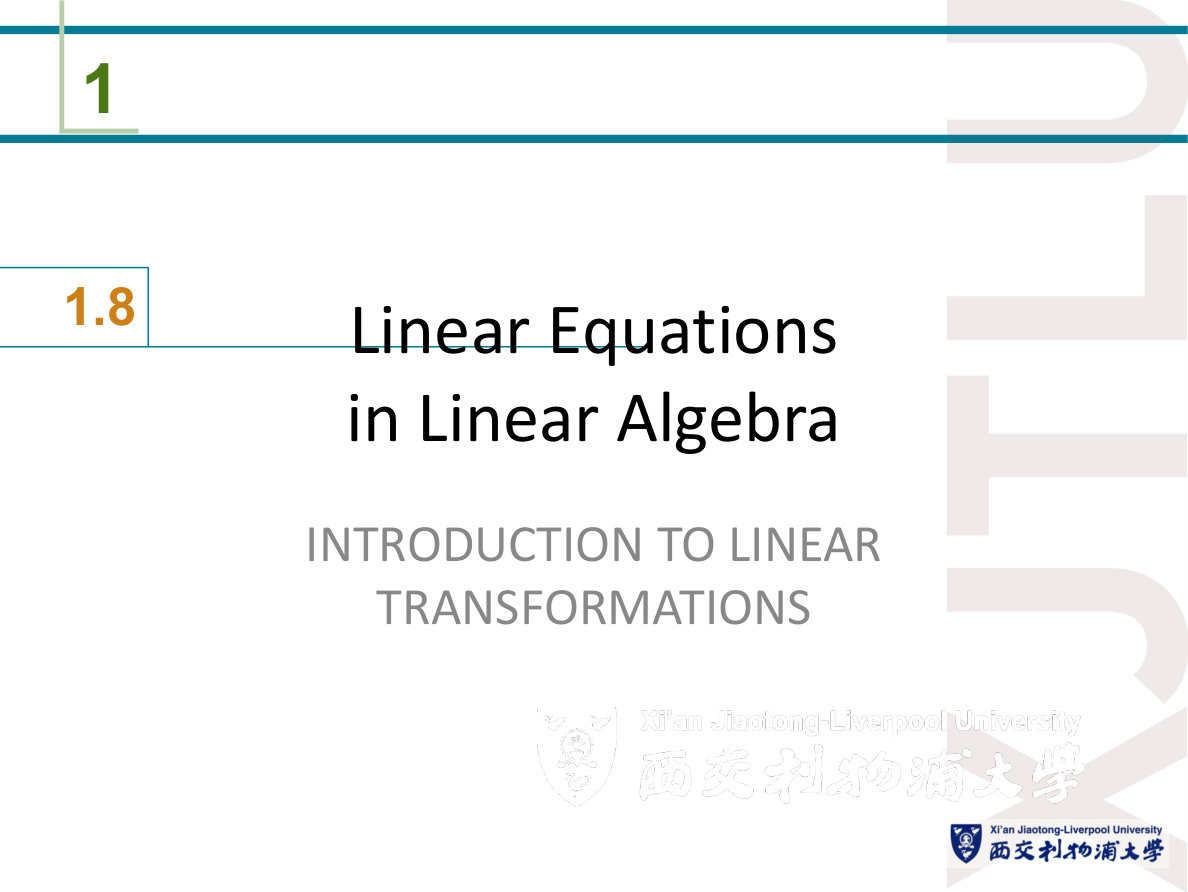 1
1.8
Linear Equations
in Linear Algebra
INTRODUCTION TO LINEAR
TRANSFORMATIONS
Xi'an Jiaotong-Liverpool University
西交利物浦大學
Xi'an Jiaotong-Liverpool University
西交利物浦大學
XJTLU